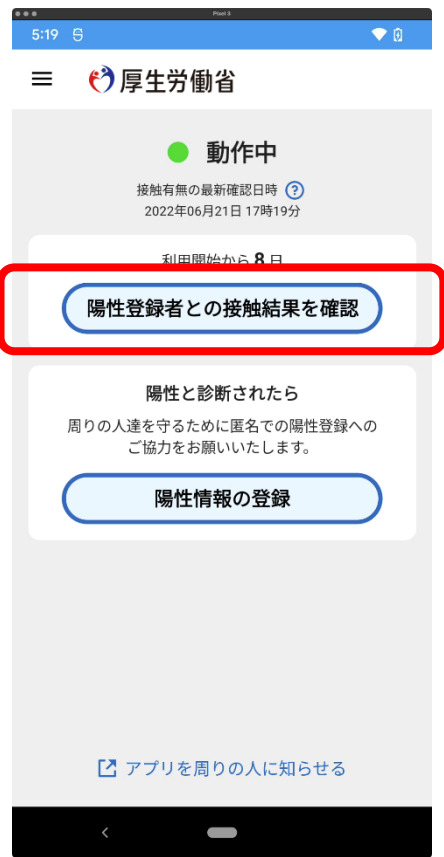 Pixel 3
5:19
厚生労働省
動作中
接触有無の最新確認日時 ?
2022年06月21日 17時19分
利用開始から 8 日
陽性登録者との接触結果を確認
陽性と診断されたら
周りの人達を守るために匿名での陽性登録への
ご協力をお願いいたします。
陽性情報の登録
アプリを周りの人に知らせる